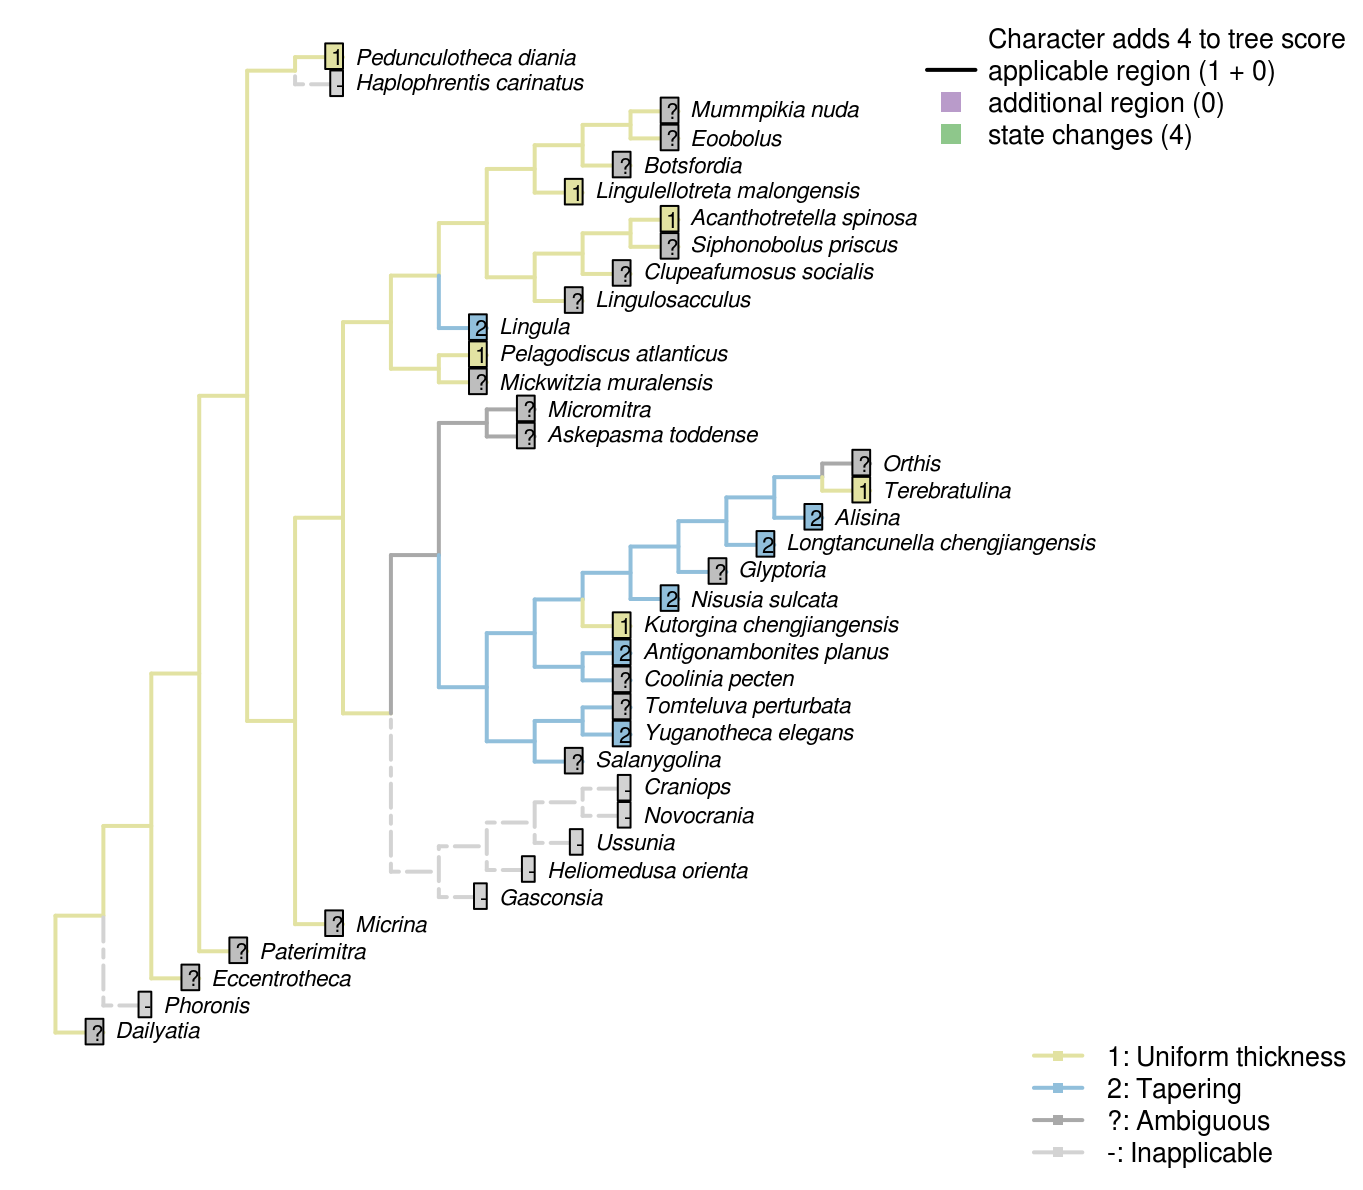 Character adds 4 to tree score
applicable region (1 + 0)
additional region (0)
state changes (4)
1 Pedunculotheca diania
- Haplophrentis carinatus
? Mummpikia nuda
? Eoobolus
? Botsfordia
1 Lingulellotreta malongensis
1 Acanthotretella spinosa
? Siphonobolus priscus
? Clupeafumosus socialis
? Lingulosacculus
2 Lingula
1 Pelagodiscus atlanticus
? Mickwitzia muralensis
? Micromitra
? Askepasma toddense
? Orthis
1 Terebratulina
2 Alisina
2 Longtancunella chengjiangensis
? Glyptoria
2 Nisusia sulcata
1 Kutorgina chengjiangensis
2 Antigonambonites planus
? Coolinia pecten
? Tomteluva perturbata
2 Yuganotheca elegans
? Salanygolina
- Craniops
- Novocrania
- Ussunia
- Heliomedusa orienta
- Gasconsia
? Micrina
? Paterimitra
? Eccentrotheca
- Phoronis
? Dailyatia
1: Uniform thickness
2: Tapering
?: Ambiguous
-: Inapplicable